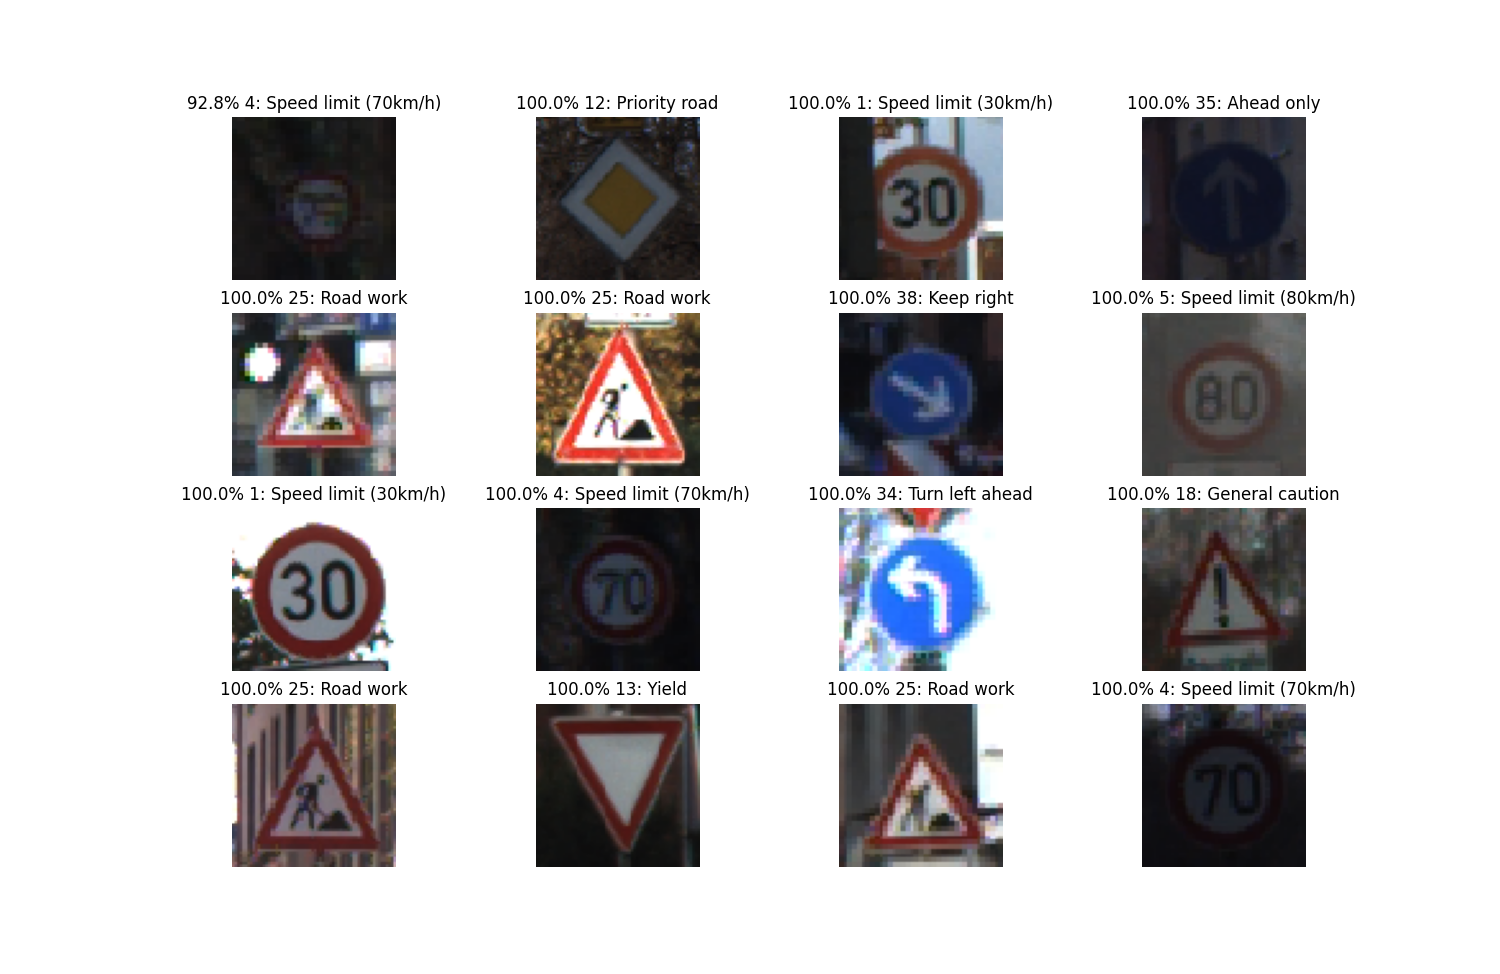 92.8% 4: Speed limit (70km/h)
100.0% 12: Priority road
100.0% 1: Speed limit (30km/h)
100.0% 35: Ahead only
30
100.0% 25: Road work
100.0% 25: Road work
100.0% 38: Keep right
100.0% 5: Speed limit (80km/h)
80
100.0% 1: Speed limit (30km/h)
100.0% 4: Speed limit (70km/h)
100.0% 34: Turn left ahead
100.0% 18: General caution
30
70
!
100.0% 25: Road work
100.0% 13: Yield
100.0% 25: Road work
100.0% 4: Speed limit (70km/h)
70